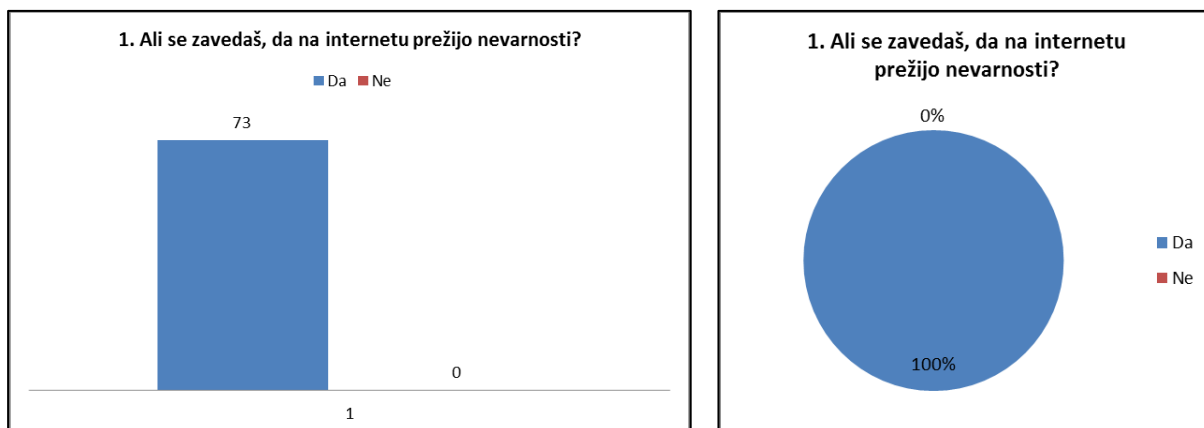 1. Ali se zavedaš, da na internetu prežijo nevarnosti?
Da Ne
73
0
1
1. Ali se zavedaš, da na internetu
prežijo nevarnosti?
0%
100%
Da
Ne